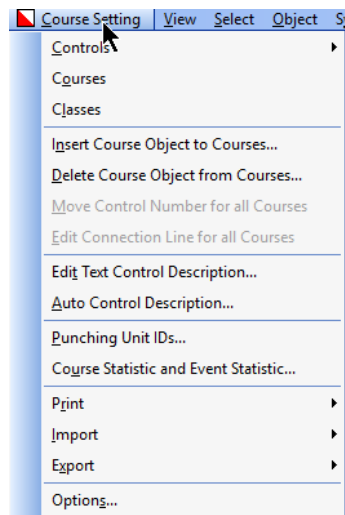 Course Setting View Select Object
Controls
Courses
Classes
Insert Course Object to Courses...
Delete Course Object from Courses...
Move Control Number for all Courses
Edit Connection Line for all Courses
Edit Text Control Description...
Auto Control Description...
Punching Unit IDs...
Course Statistic and Event Statistic...
Print
Import
Export
Options...